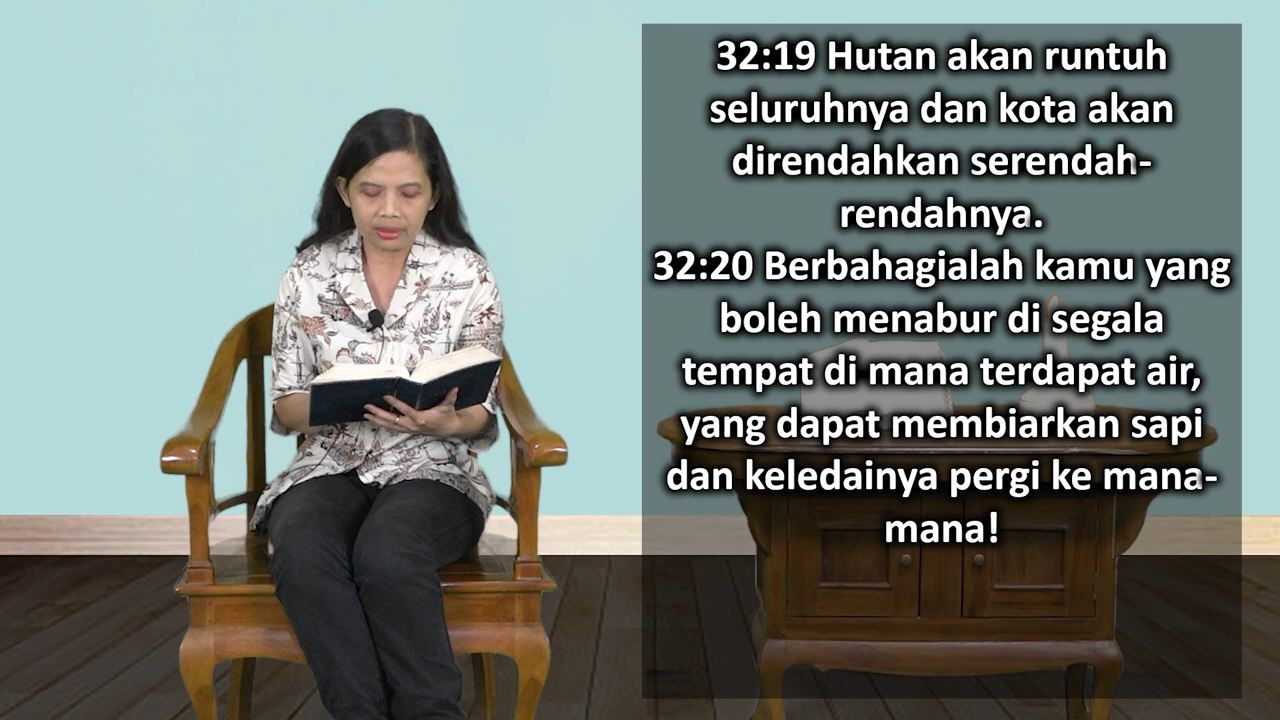 32:19 Hutan akan runtuh
seluruhnya dan kota akan
direndahkan serendah-
rendahnya.
32:20 Berbahagialah kamu yang
boleh menabur di segala
tempat di mana terdapat air,
yang dapat membiarkan sapi
dan keledainya pergi ke mana-
mana!